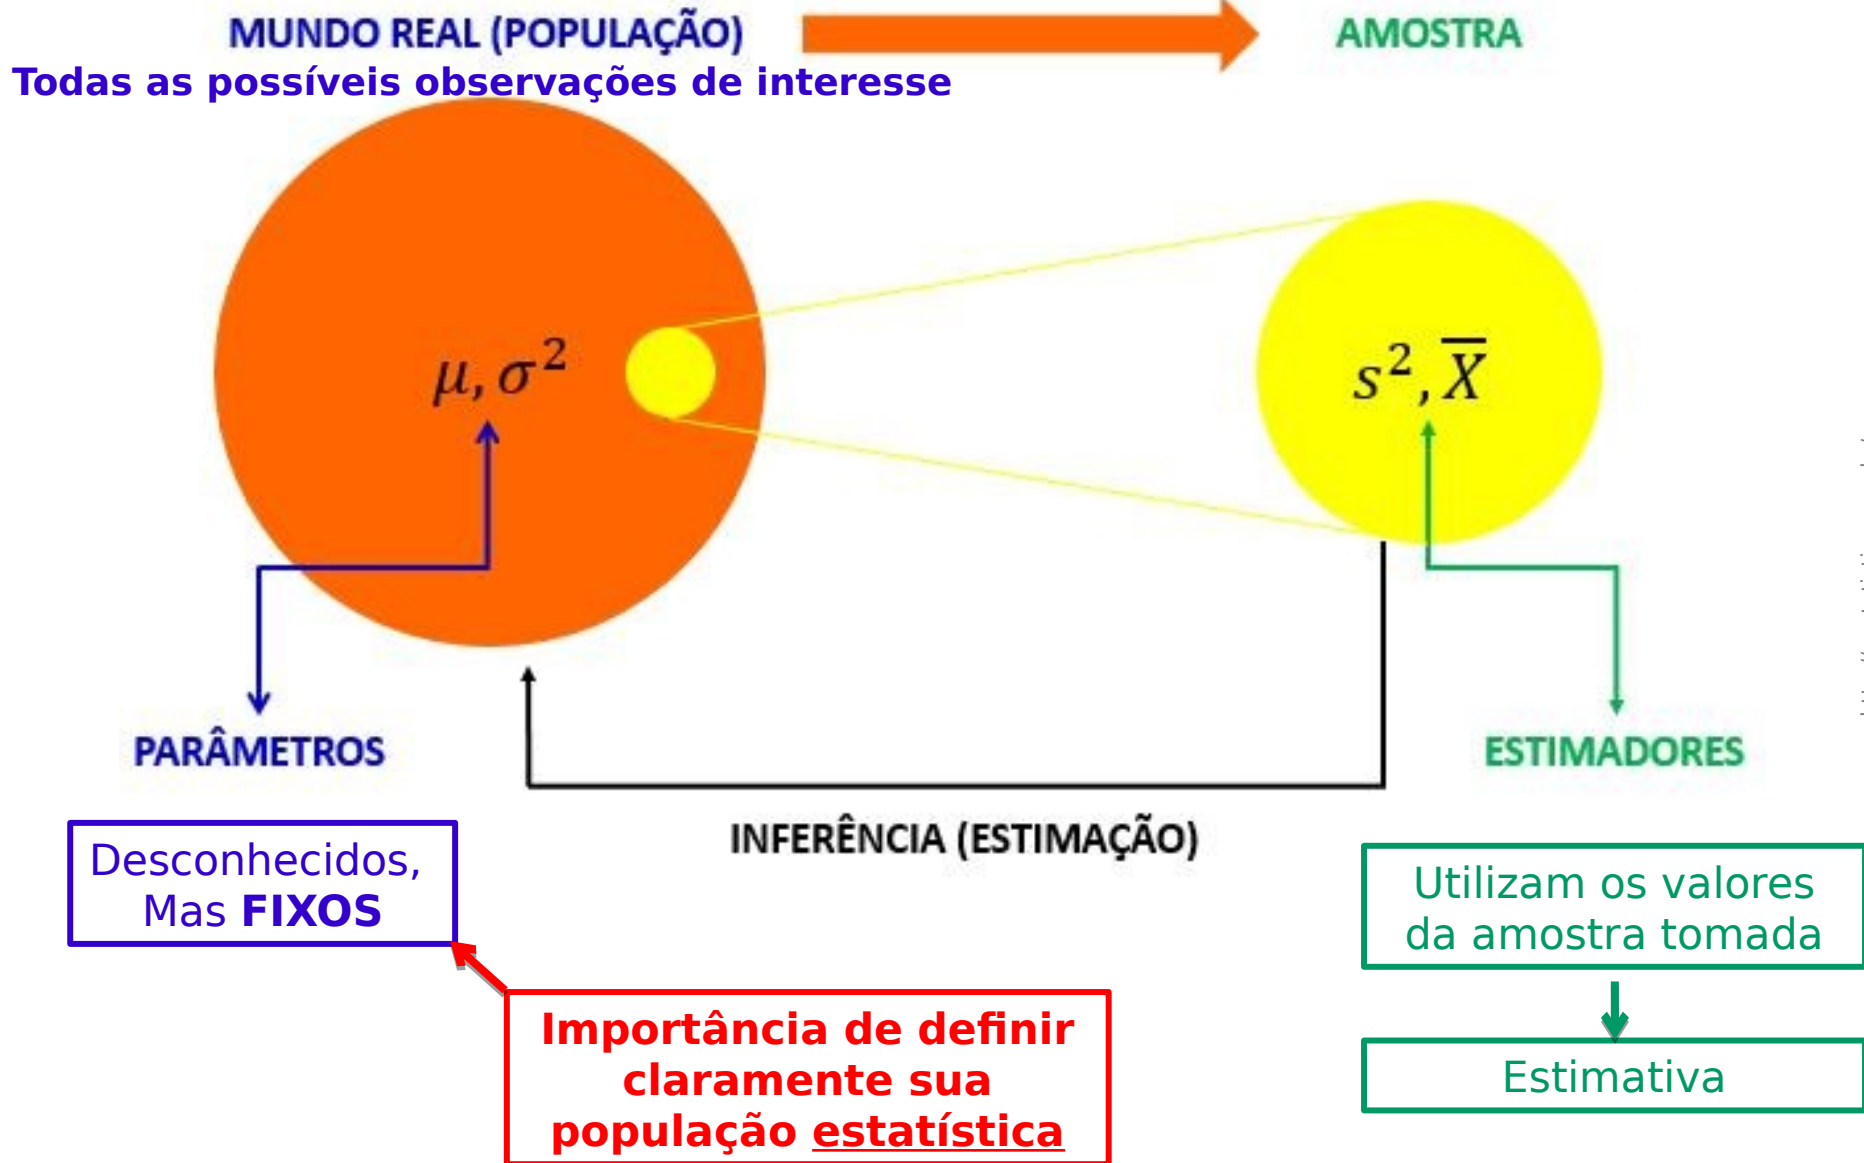 MUNDO REAL (POPULAÇÃO)
AMOSTRA
Todas as possíveis observações de interesse
μ, σ²
s², X̅
PARÂMETROS
ESTIMADORES
INFERÊNCIA (ESTIMAÇÃO)
Desconhecidos,
Mas FIXOS
Utilizam os valores
da amostra tomada
Estimativa
Importância de definir
claramente sua
população estatística